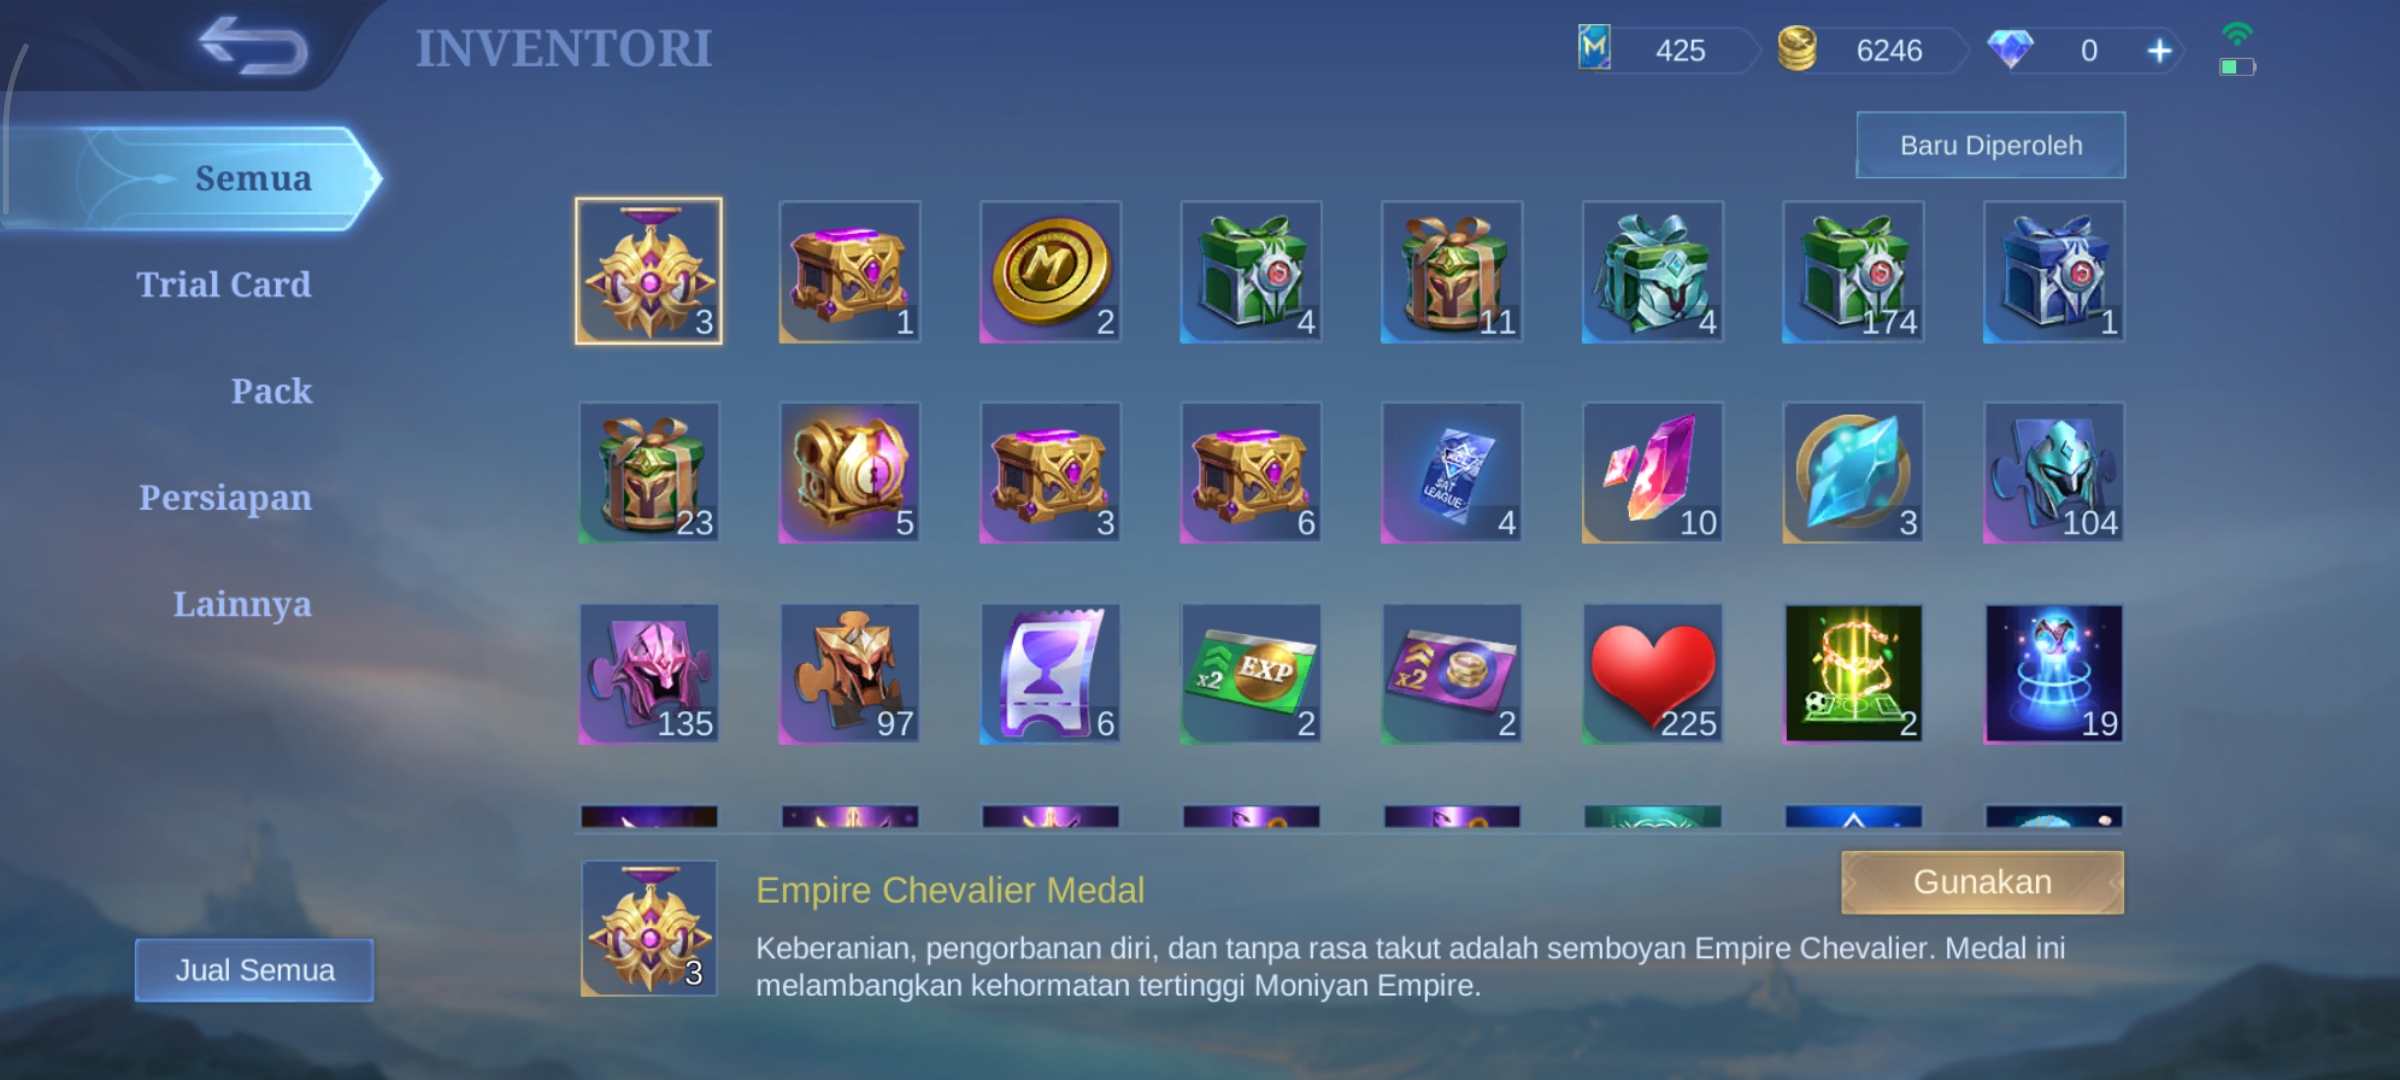 INVENTORI
425
6246
0
Baru Diperoleh
Semua
Trial Card
Pack
Persiapan
Lainnya
3
1
M
2
4
11
4
174
1
23
5
3
6
LEAGUE
4
10
3
104
135
97
6
x2 EXP
2
x2
2
225
2
19
3
Empire Chevalier Medal
Gunakan
Keberanian, pengorbanan diri, dan tanpa rasa takut adalah semboyan Empire Chevalier. Medal ini
melambangkan kehormatan tertinggi Moniyan Empire.
Jual Semua